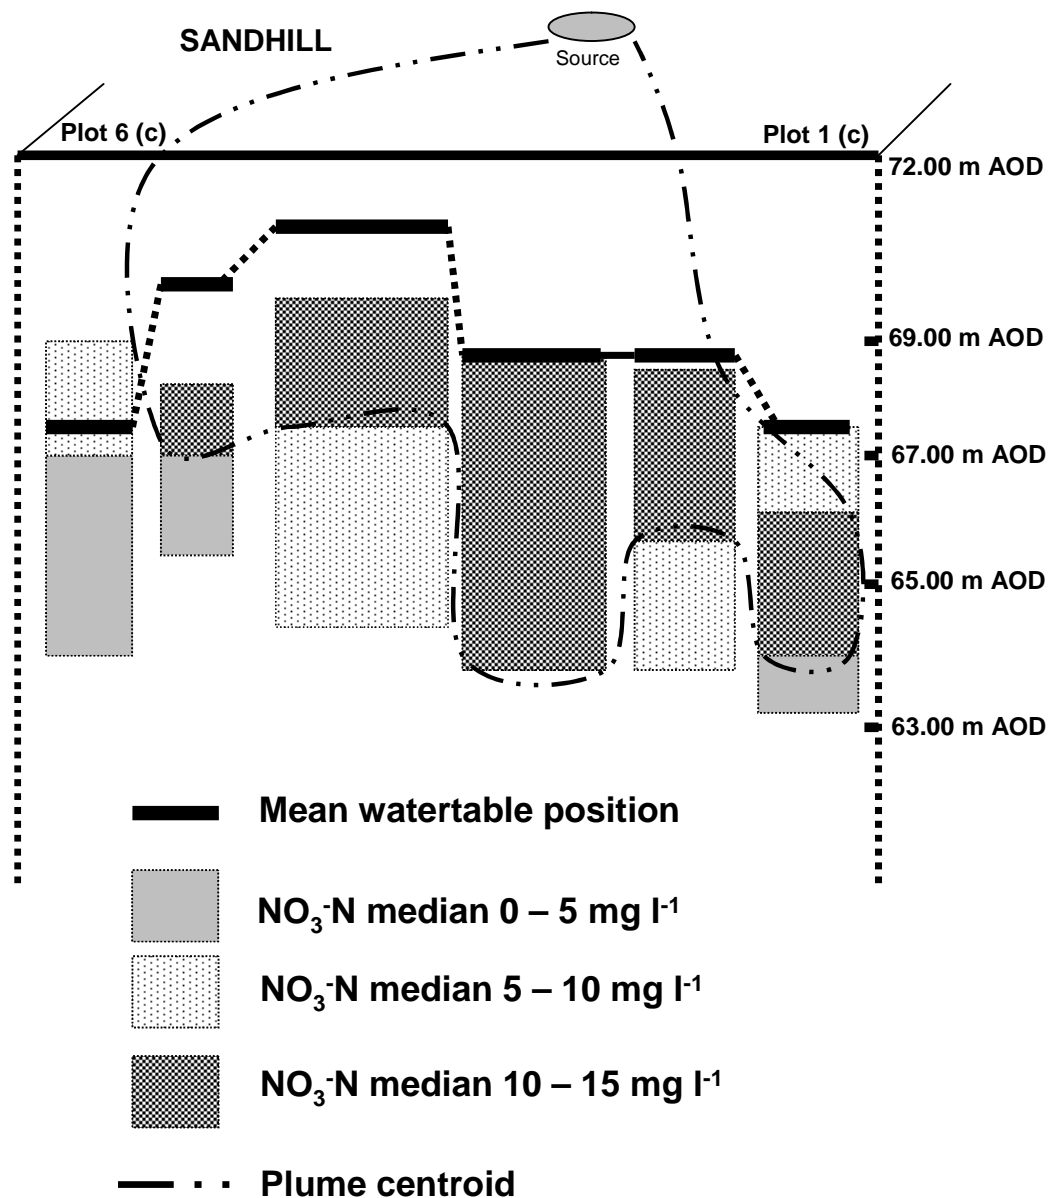 SANDHILL
Source
Plot 6 (c)
Plot 1 (c)
72.00 m AOD
69.00 m AOD
67.00 m AOD
65.00 m AOD
63.00 m AOD
Mean watertable position
NO₃⁻N median 0 – 5 mg l⁻¹
NO₃⁻N median 5 – 10 mg l⁻¹
NO₃⁻N median 10 – 15 mg l⁻¹
Plume centroid